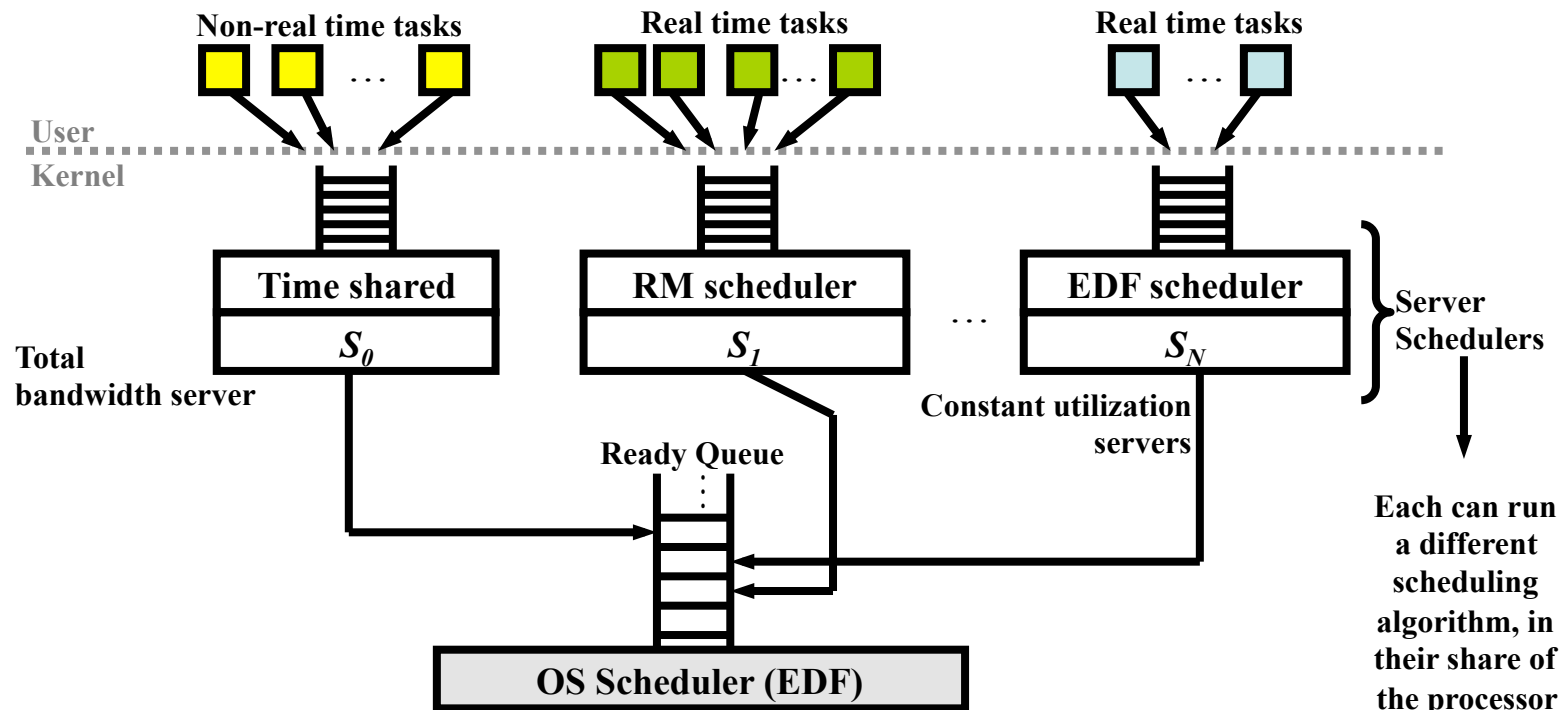 Non-real time tasks
Real time tasks
Real time tasks
...
...
...
User
Kernel
Time shared
RM scheduler
EDF scheduler
S0
S1
SN
...
Server
Schedulers
Total
bandwidth server
Constant utilization
servers
Ready Queue
Each can run
a different
scheduling
algorithm, in
their share of
the processor
OS Scheduler (EDF)